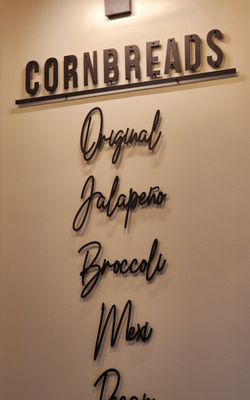 CORNBREADS
Original
Jalapeño
Broccoli
Mexi